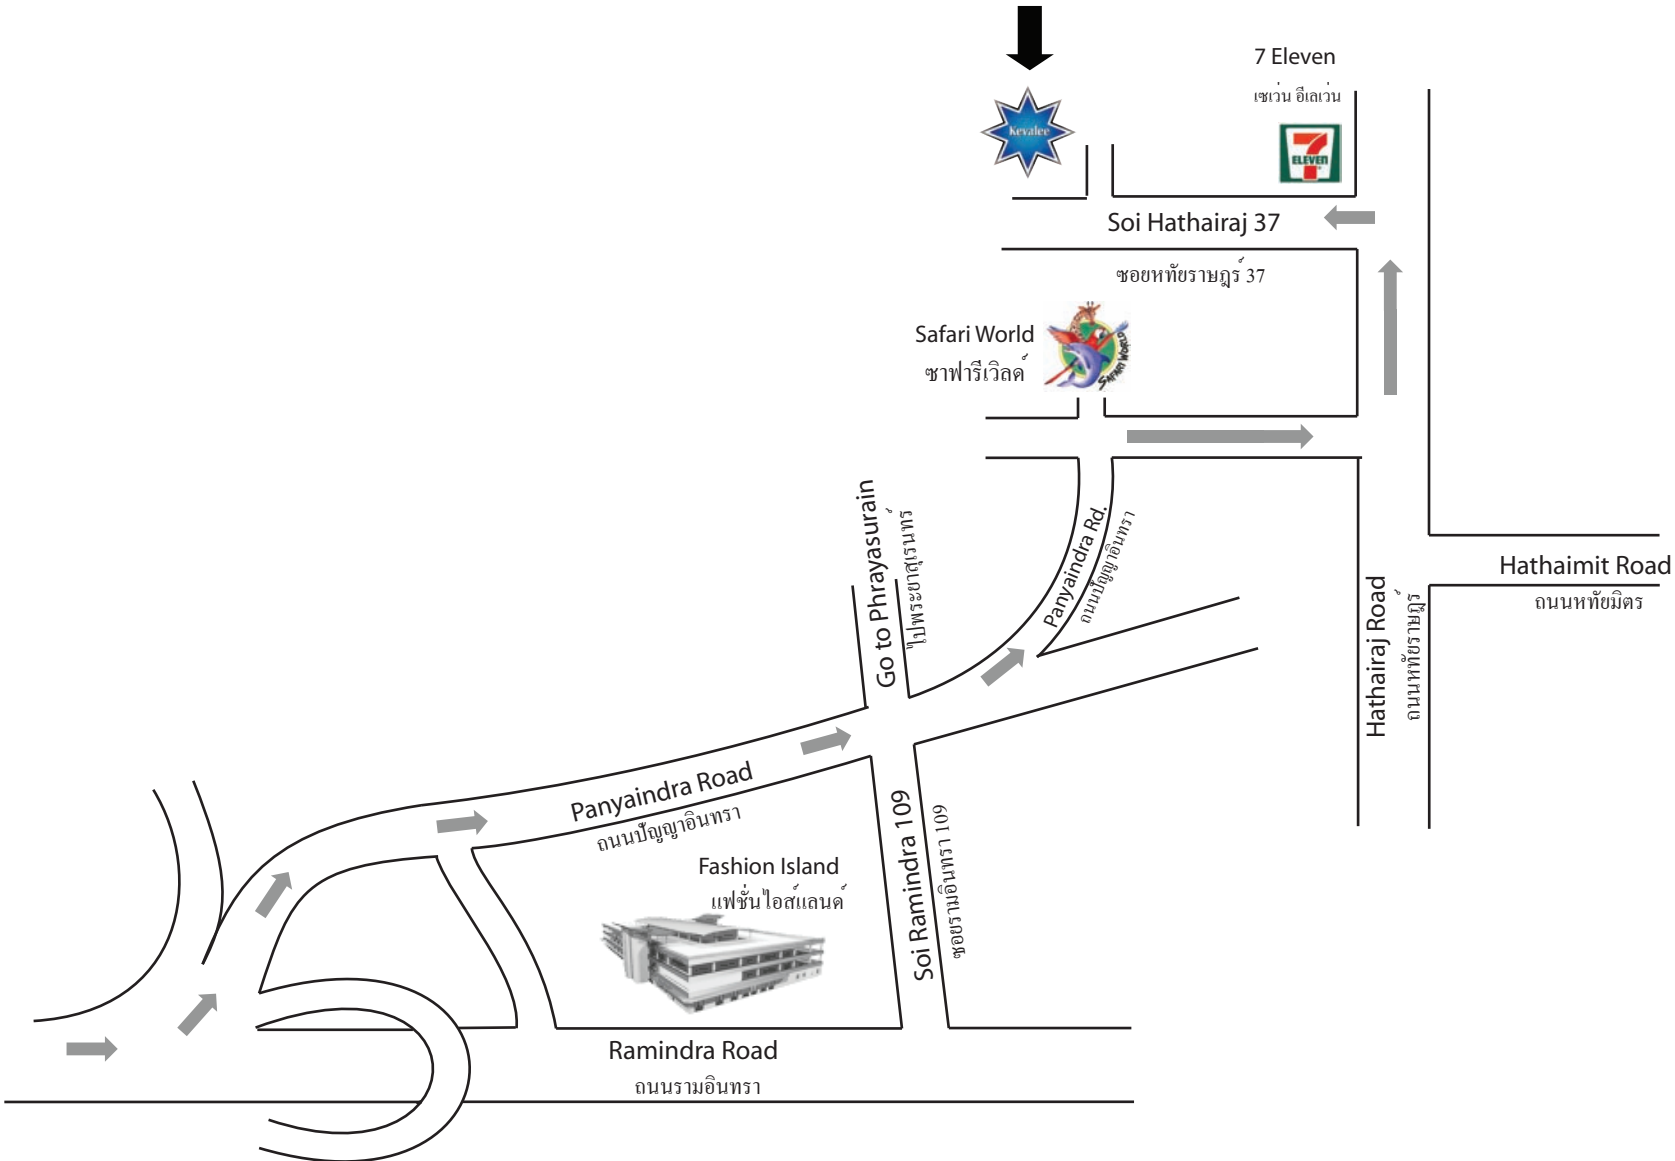 7 Eleven
เซเว่น อีเลเว่น
Kevalee
7
ELEVEN
Soi Hathairaj 37
ซอยหทัยราษฎร์ 37
Safari World
ซาฟารีเวิลด์
SAFARI WORLD
Go to Phrayasurain
ไปพระยาสุเรนทร์
Panyaindra Rd.
ถนนปัญญาอินทรา
Hathaimit Road
ถนนหทัยมิตร
Hathairaj Road
ถนนหทัยราษฎร์
Panyaindra Road
ถนนปัญญาอินทรา
Soi Ramindra 109
ซอยรามอินทรา 109
Fashion Island
แฟชั่นไอส์แลนด์
Ramindra Road
ถนนรามอินทรา